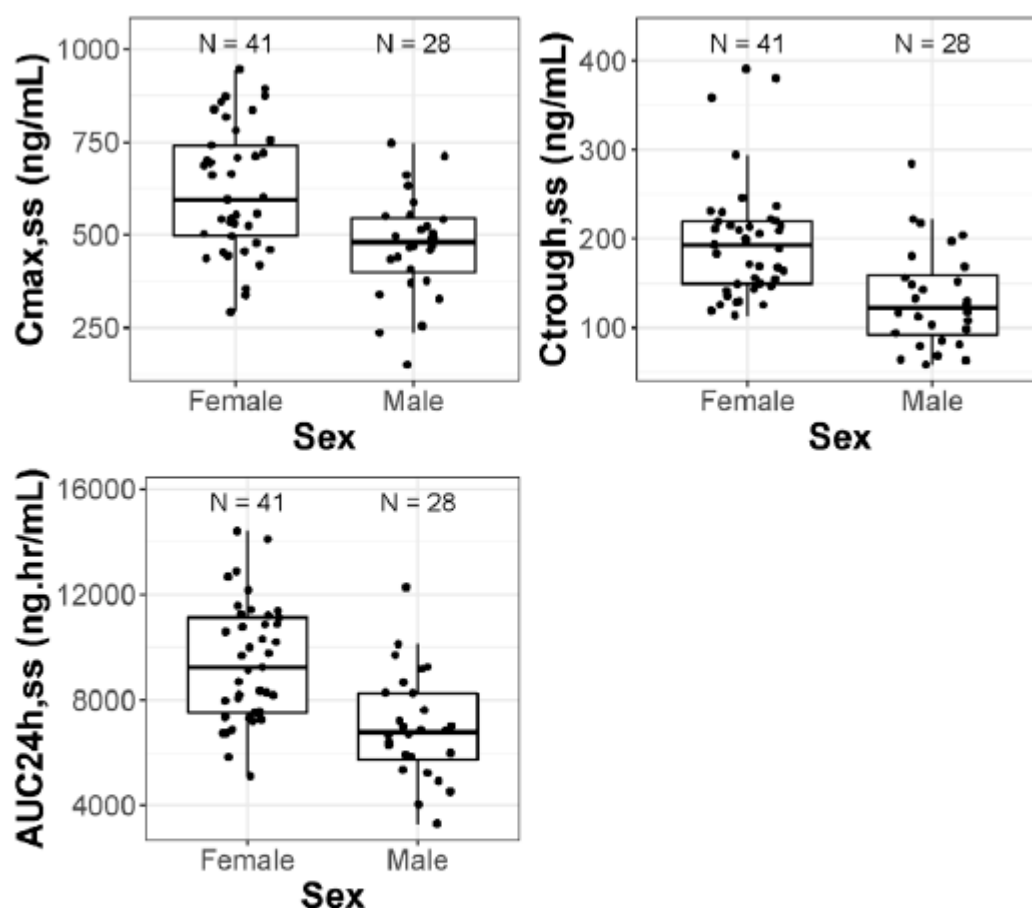 Cmax,ss (ng/mL)
1000
750
500
250
N = 41 N = 28
Female Male
Sex
Ctrough,ss (ng/mL)
400
300
200
100
N = 41 N = 28
Female Male
Sex
AUC24h,ss (ng.hr/mL)
16000
12000
8000
4000
N = 41 N = 28
Female Male
Sex